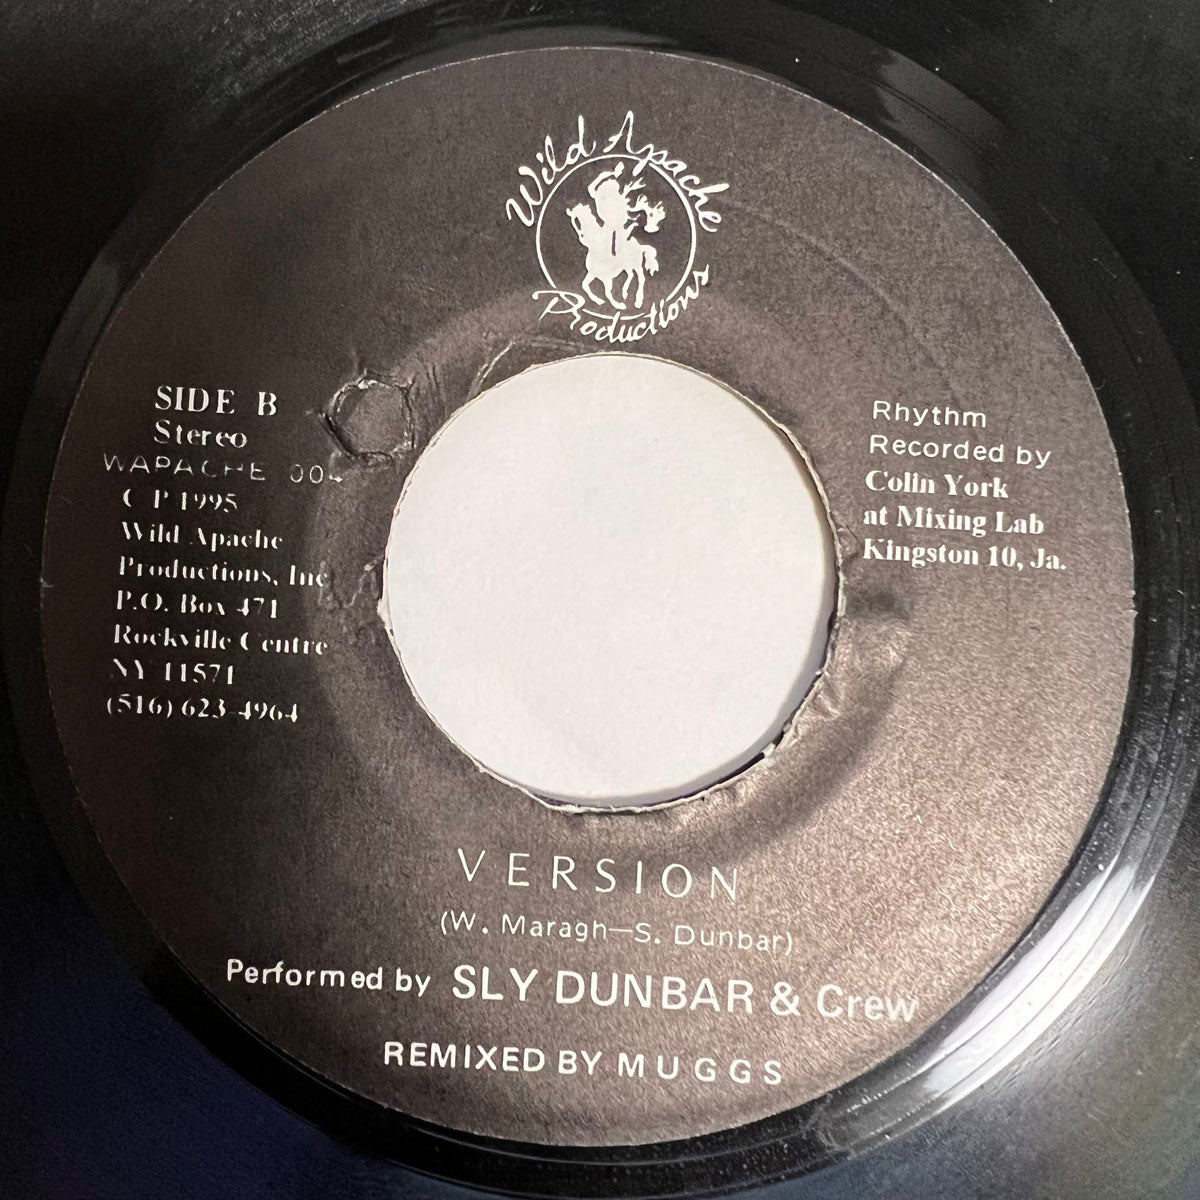 Wild Apache
Productions
SIDE B
Stereo
WAPACHE 004
C P 1995
Wild Apache
Productions, Inc
P.O. Box 471
Rockville Centre
NY 11571
(516) 623-4964
Rhythm
Recorded by
Colin York
at Mixing Lab
Kingston 10, Ja.
VERSION
(W. Maragh—S. Dunbar)
Performed by SLY DUNBAR & Crew
REMIXED BY MUGGS